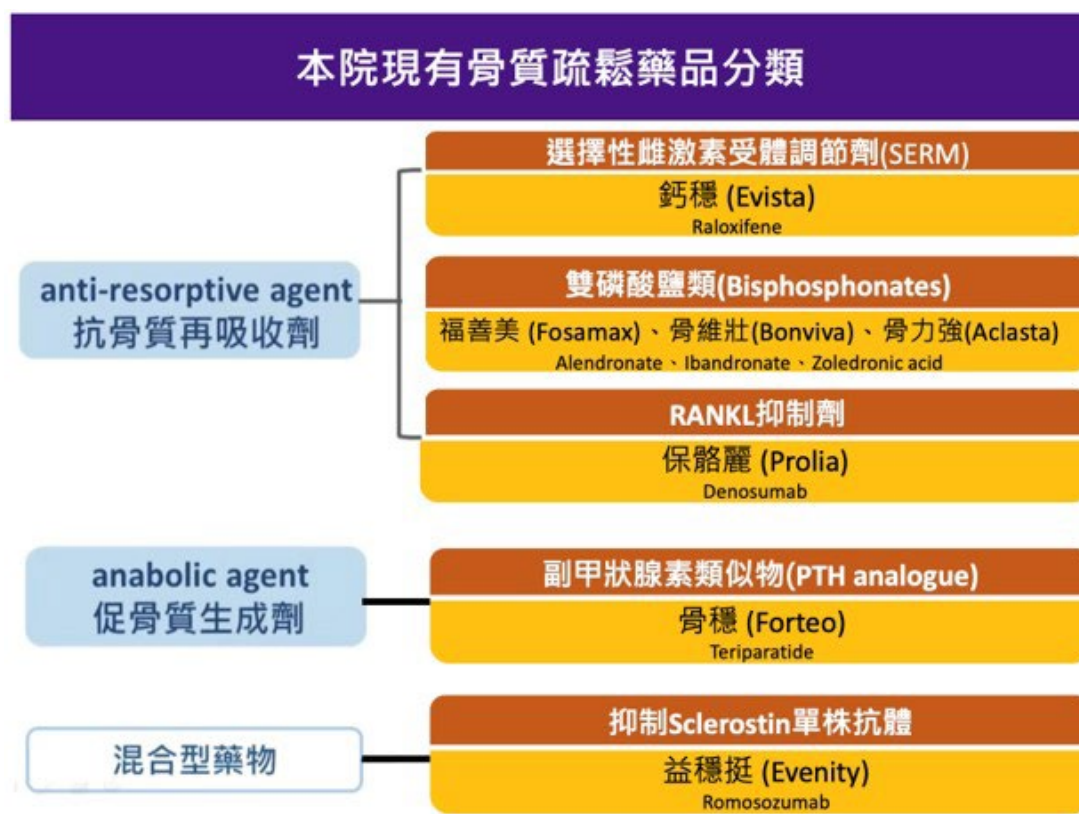 本院現有骨質疏鬆藥品分類
anti-resorptive agent
抗骨質再吸收劑
選擇性雌激素受體調節劑(SERM)
鈣穩 (Evista)
Raloxifene
雙磷酸鹽類(Bisphosphonates)
福善美 (Fosamax)、骨維壯(Bonviva)、骨力強(Aclasta)
Alendronate、Ibandronate、Zoledronic acid
RANKL抑制劑
保骼麗 (Prolia)
Denosumab
anabolic agent
促骨質生成劑
副甲狀腺素類似物(PTH analogue)
骨穩 (Forteo)
Teriparatide
混合型藥物
抑制Sclerostin單株抗體
益穩挺 (Evenity)
Romosozumab